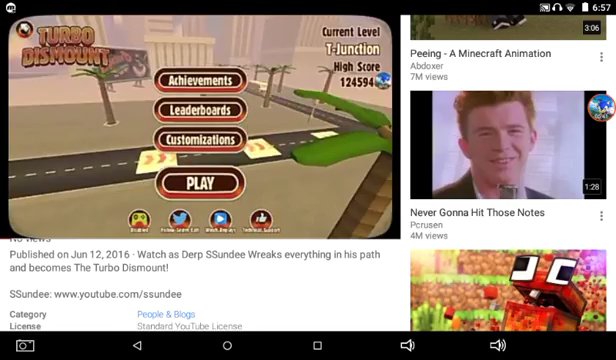 6:57
TURBO
DISMOUNT
Current Level
T-Junction
High Score
124594
Achievements
Leaderboards
Customizations
PLAY
No views
Published on Jun 12, 2016 · Watch as Derp SSundee Wreaks everything in his path
and becomes The Turbo Dismount!
SSundee: www.youtube.com/ssundee
Category People & Blogs
License Standard YouTube License
3:06
Peeing - A Minecraft Animation
Abdoxer
7M views
1:28
Never Gonna Hit Those Notes
Pcrusen
4M views